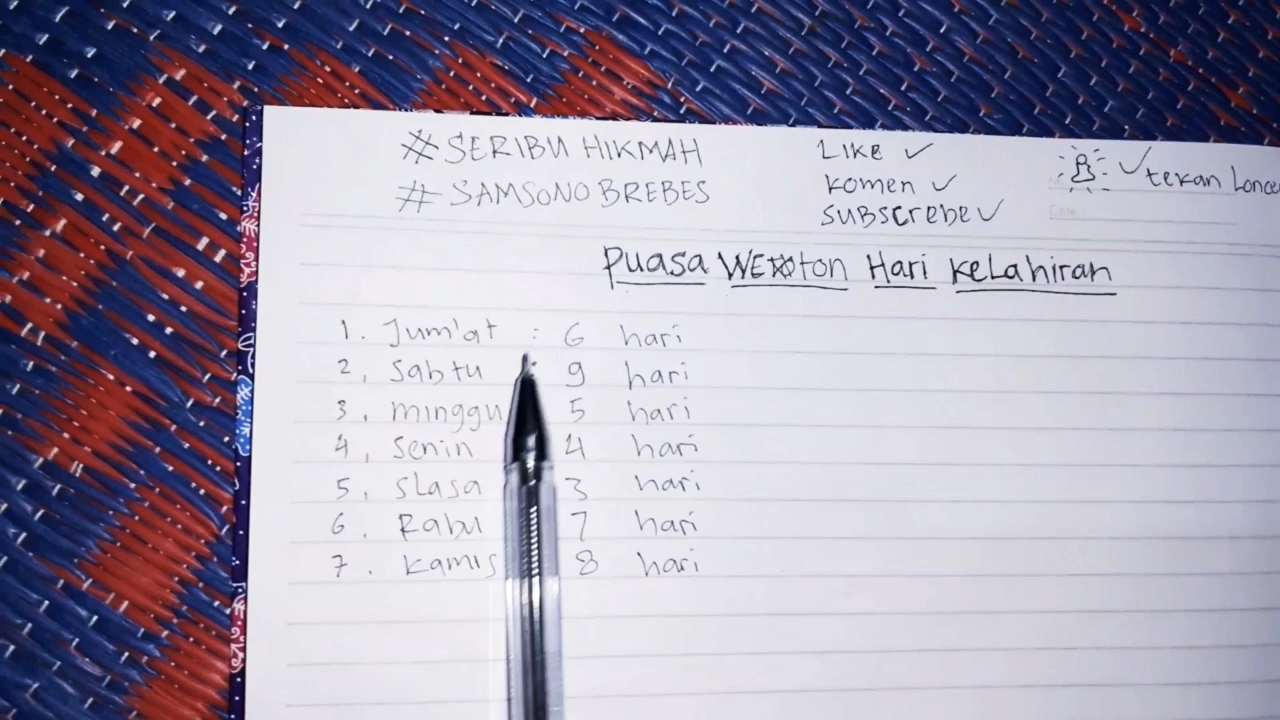 # SERIBU HIKMAH
# SAMSONO BREBES
LIKE ✓
Komen ✓
SUBSCREBE ✓
✓ tekan Lonce
Puasa WEton Hari KeLahiran
1. Jum'at : 6 hari
2, Sabtu : 9 hari
3, minggu 5 hari
4, Senin 4 hari
5, SLasa 3 hari
6. Rabu 7 hari
7. Kamis 8 hari